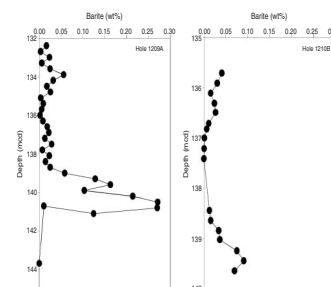 Barite (wt%)
0.00 0.05 0.10 0.15 0.20 0.25 0.30
132
Hole 1209A
134
136
138
140
142
144
Depth (mcd)
Barite (wt%)
0.00 0.05 0.10 0.15 0.20 0.25
135
Hole 1210B
136
137
138
139
Depth (mcd)